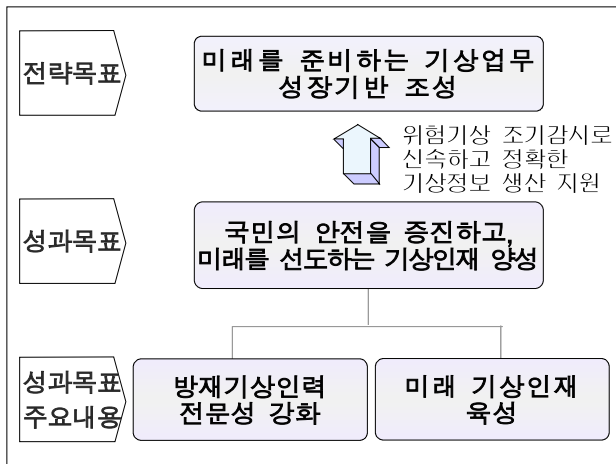 전략목표
미래를 준비하는 기상업무
성장기반 조성
위험기상 조기감시로
신속하고 정확한
기상정보 생산 지원
성과목표
국민의 안전을 증진하고,
미래를 선도하는 기상인재 양성
성과목표
주요내용
방재기상인력
전문성 강화
미래 기상인재
육성